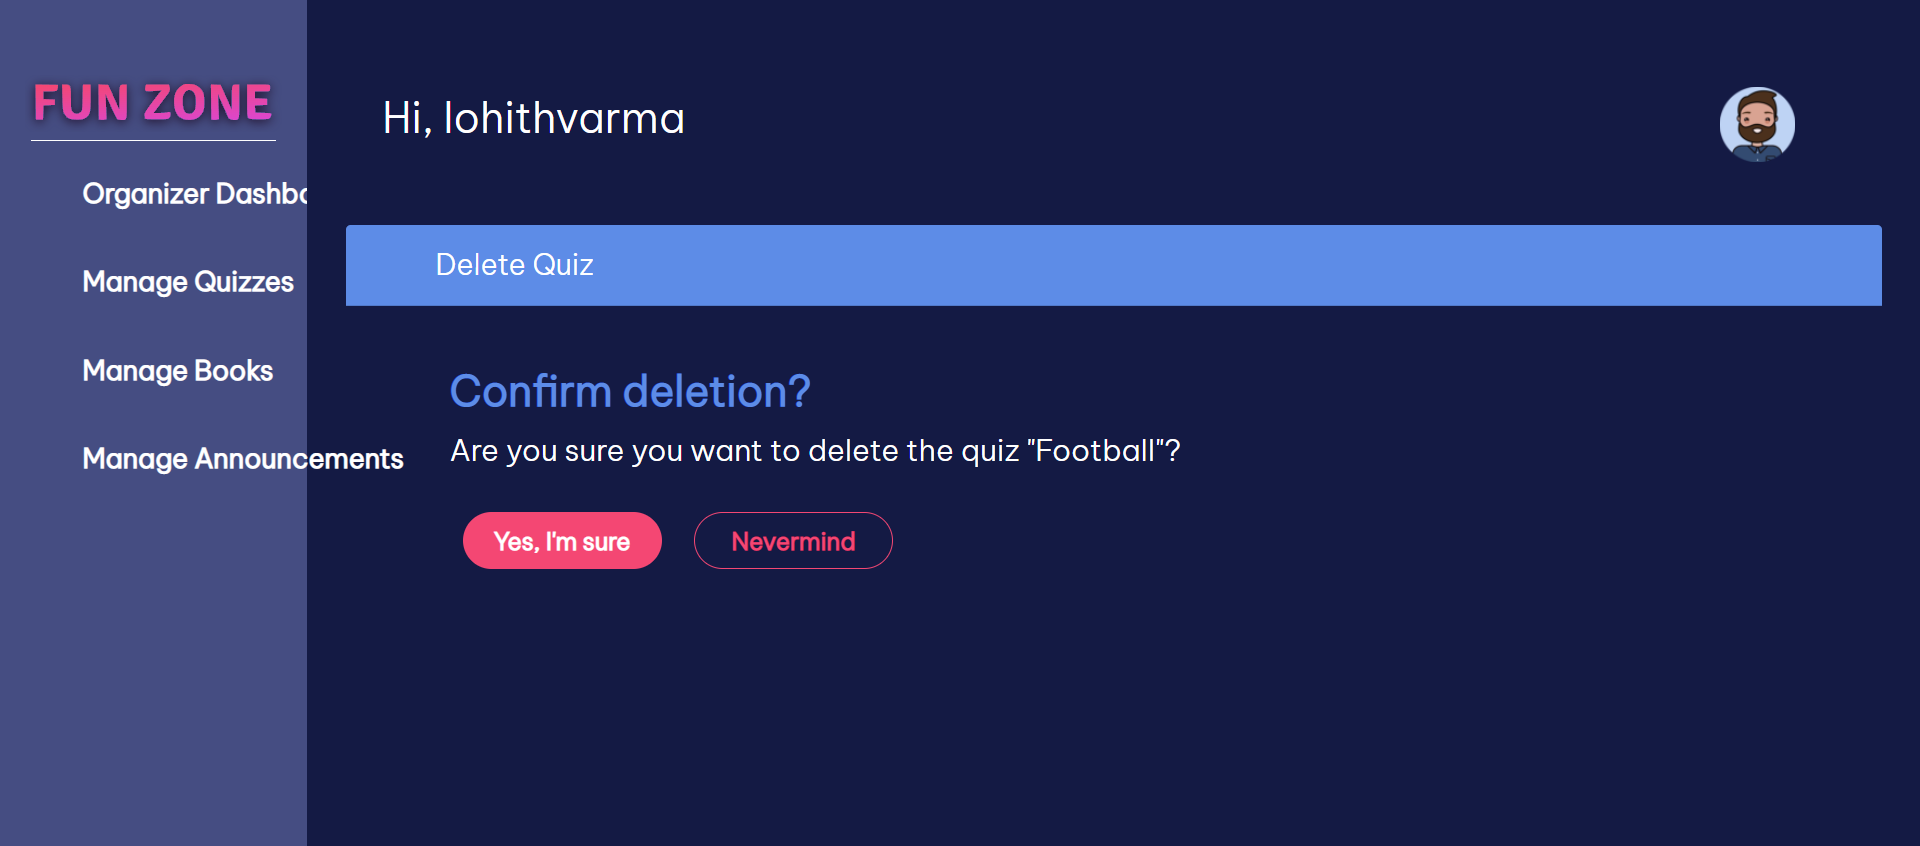 FUN ZONE
Organizer Dashbo
Manage Quizzes
Manage Books
Manage Announcements
Hi, lohithvarma
Delete Quiz
Confirm deletion?
Are you sure you want to delete the quiz "Football"?
Yes, I'm sure
Nevermind